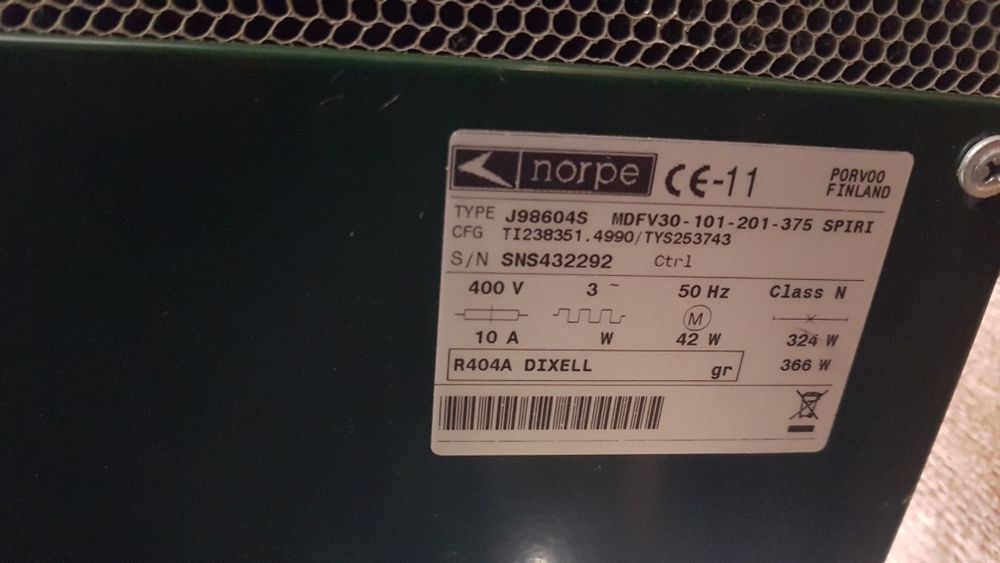 norpe CE-11 PORVOO FINLAND
TYPE J98604S MDFV30-101-201-375 SPIRI
CFG TI238351.4990/TYS253743
S/N SNS432292 Ctrl
400 V 3 ~ 50 Hz Class N
M
10 A W 42 W 324 W
R404A DIXELL gr 366 W